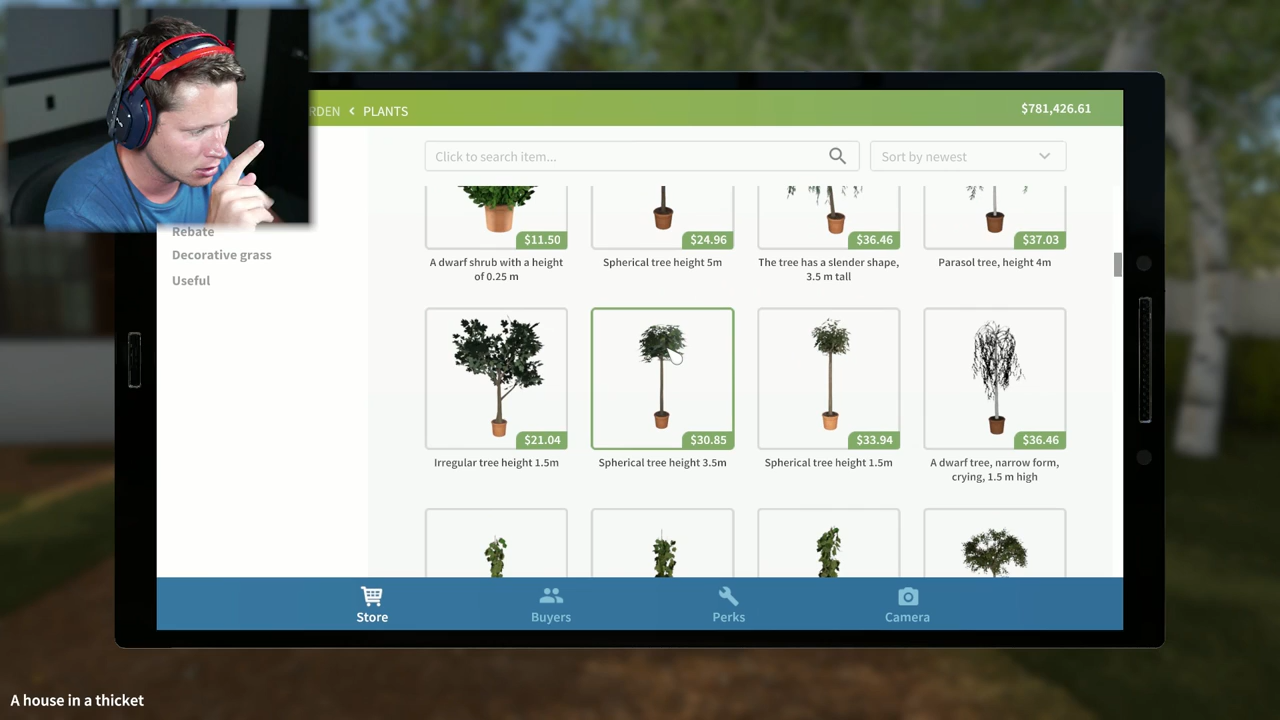 RDEN < PLANTS
$781,426.61
Click to search item...
Sort by newest
Rebate
Decorative grass
Useful
$11.50
$24.96
$36.46
$37.03
A dwarf shrub with a height
of 0.25 m
Spherical tree height 5m
The tree has a slender shape,
3.5 m tall
Parasol tree, height 4m
$21.04
$30.85
$33.94
$36.46
Irregular tree height 1.5m
Spherical tree height 3.5m
Spherical tree height 1.5m
A dwarf tree, narrow form,
crying, 1.5 m high
Store
Buyers
Perks
Camera
A house in a thicket